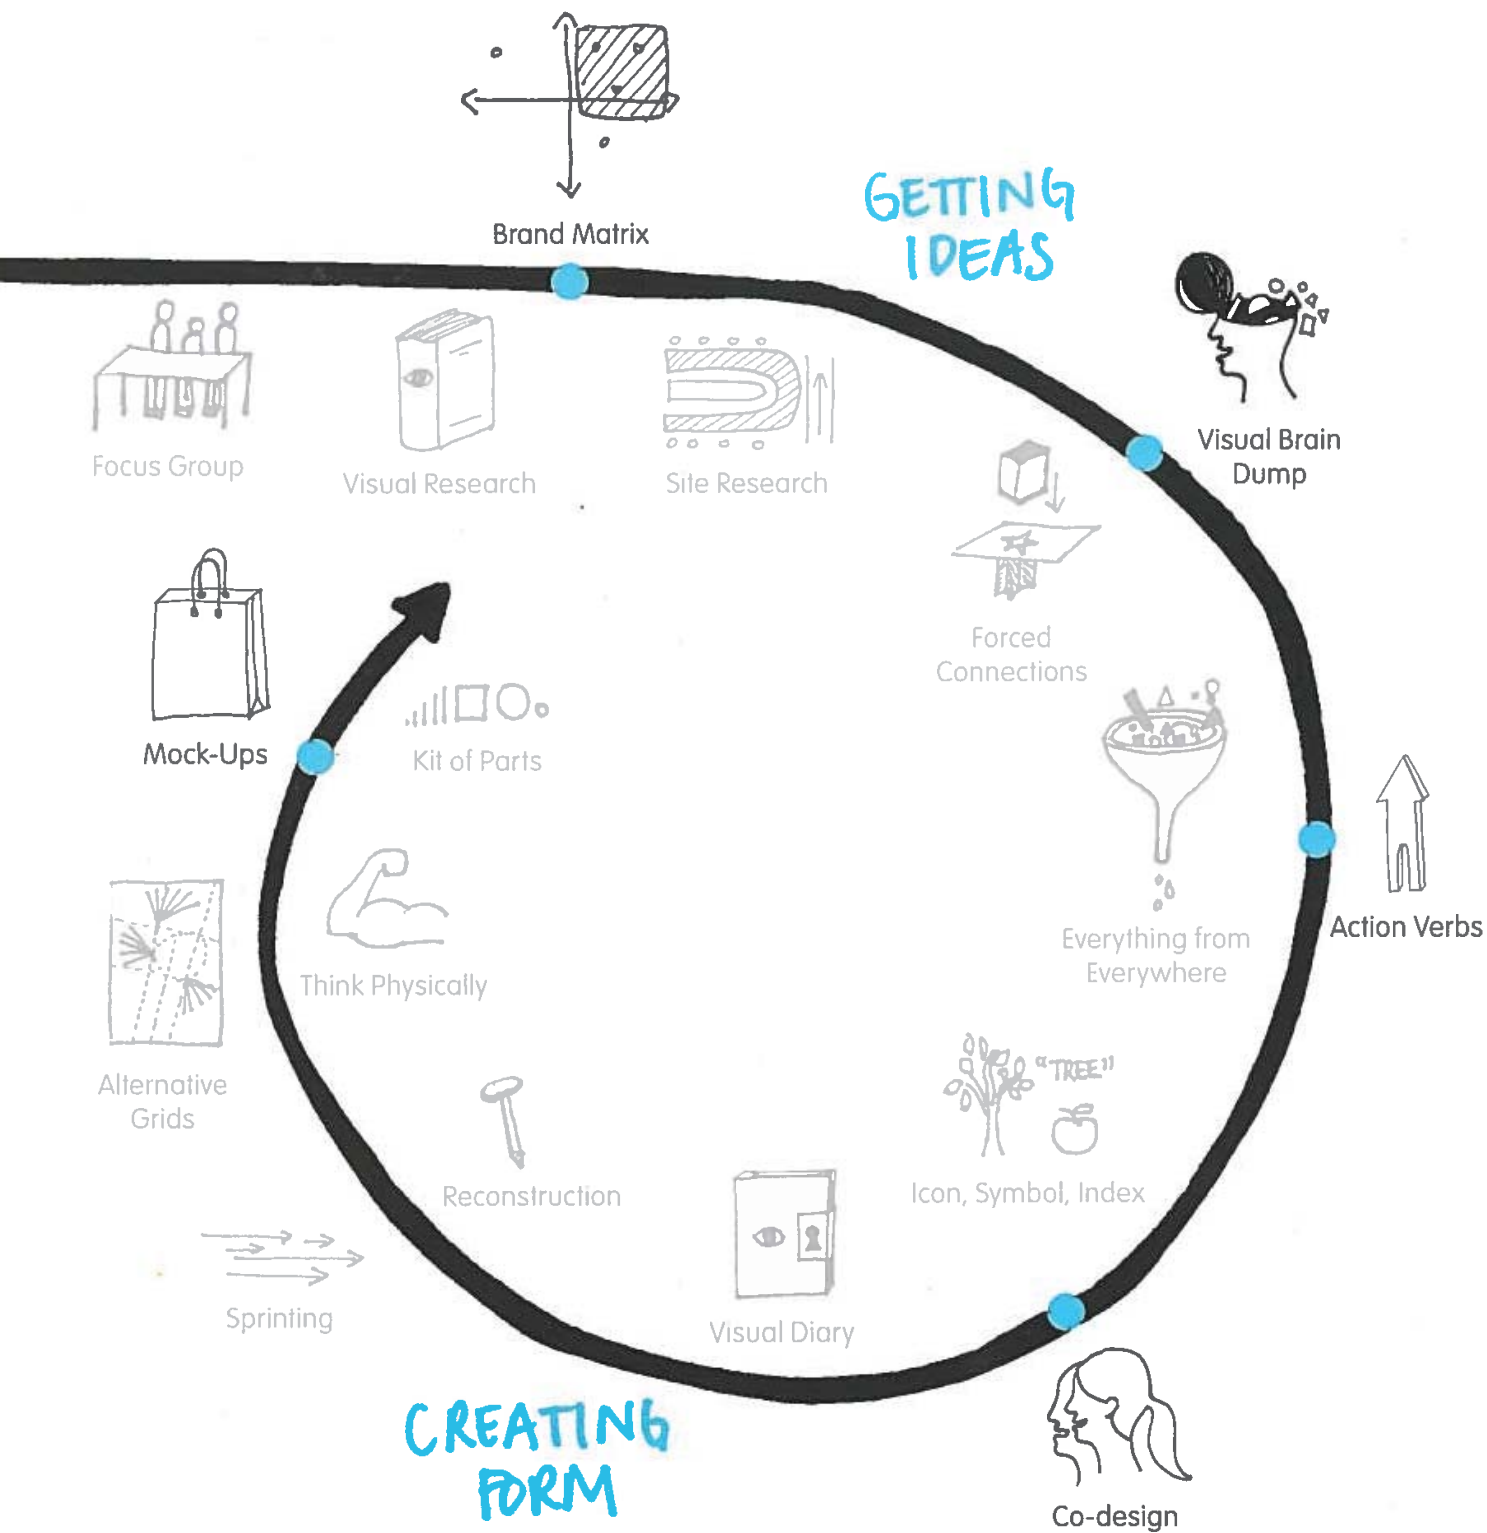 Brand Matrix
GETTING
IDEAS
Visual Brain
Dump
Focus Group
Visual Research
Site Research
Forced
Connections
Mock-Ups
Kit of Parts
Action Verbs
Everything from
Everywhere
Think Physically
Alternative
Grids
"TREE"
Icon, Symbol, Index
Reconstruction
Sprinting
Visual Diary
CREATING
FORM
Co-design